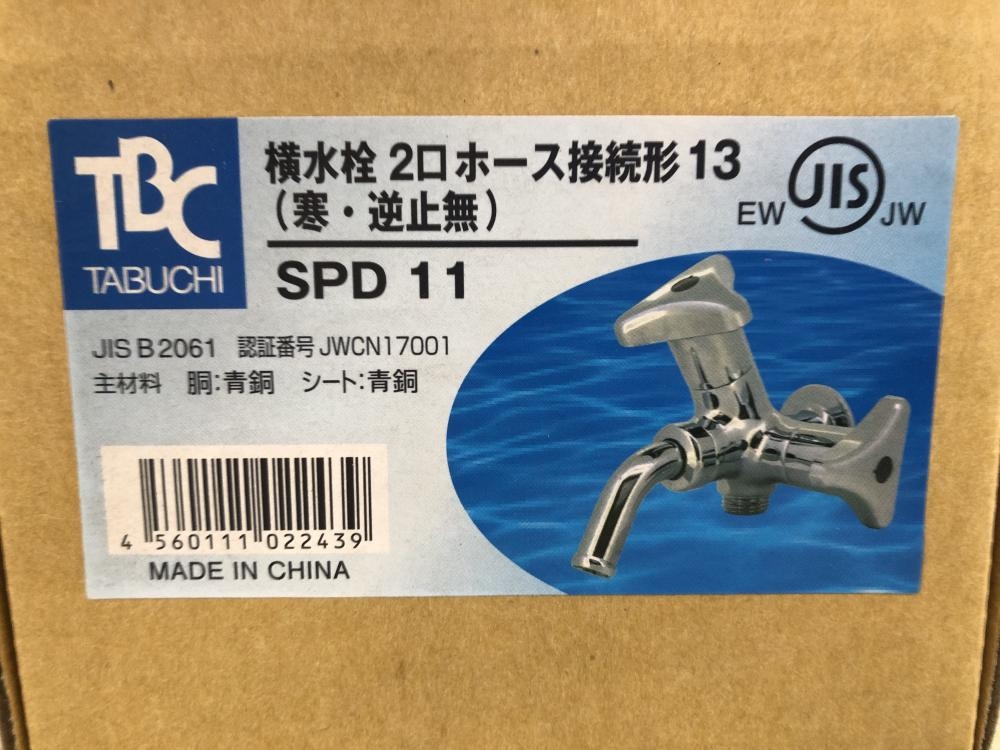 TBC
TABUCHI
横水栓 2口ホース接続形13
(寒・逆止無)
EW JIS JW
SPD 11
JIS B 2061 認証番号 JWCN17001
主材料 胴:青銅 シート:青銅
4 560111 022439
MADE IN CHINA